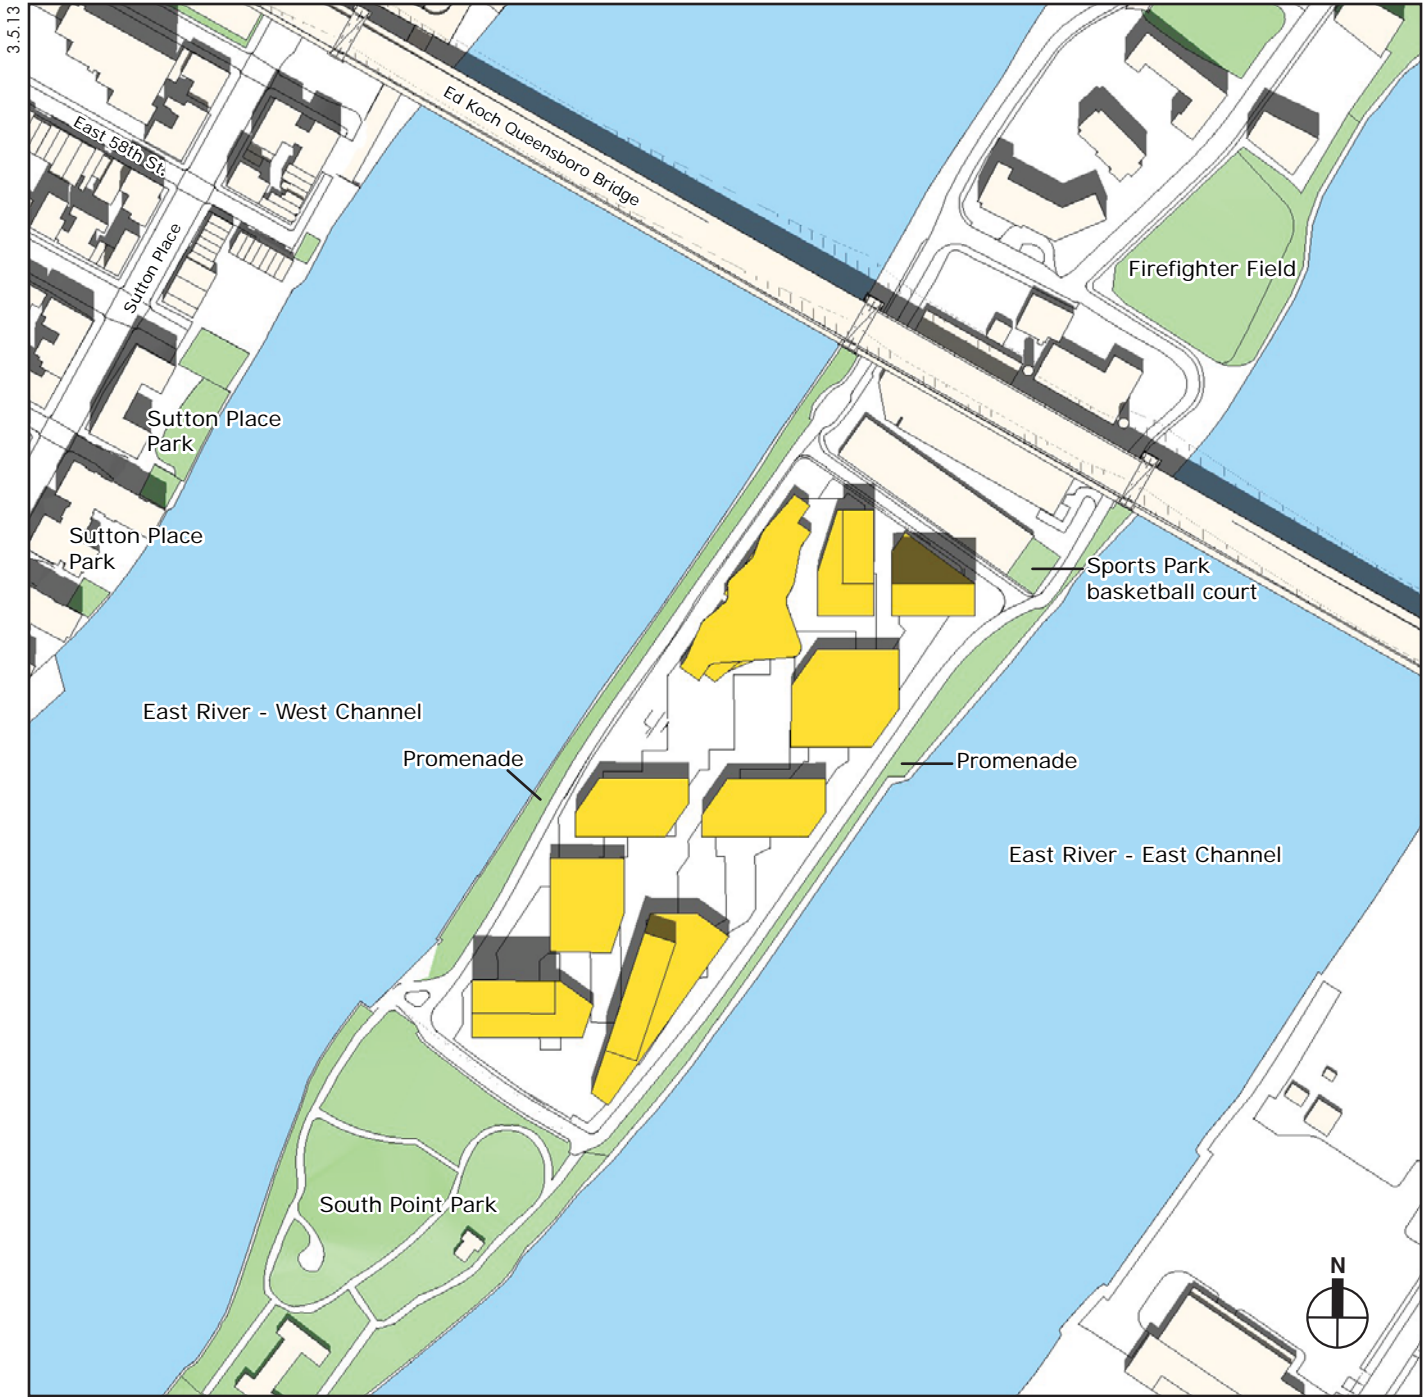 3.5.13
Ed Koch Queensboro Bridge
East 58th St.
Sutton Place
Firefighter Field
Sutton Place
Park
Sutton Place
Park
Sports Park
basketball court
East River - West Channel
Promenade
Promenade
East River - East Channel
South Point Park
N